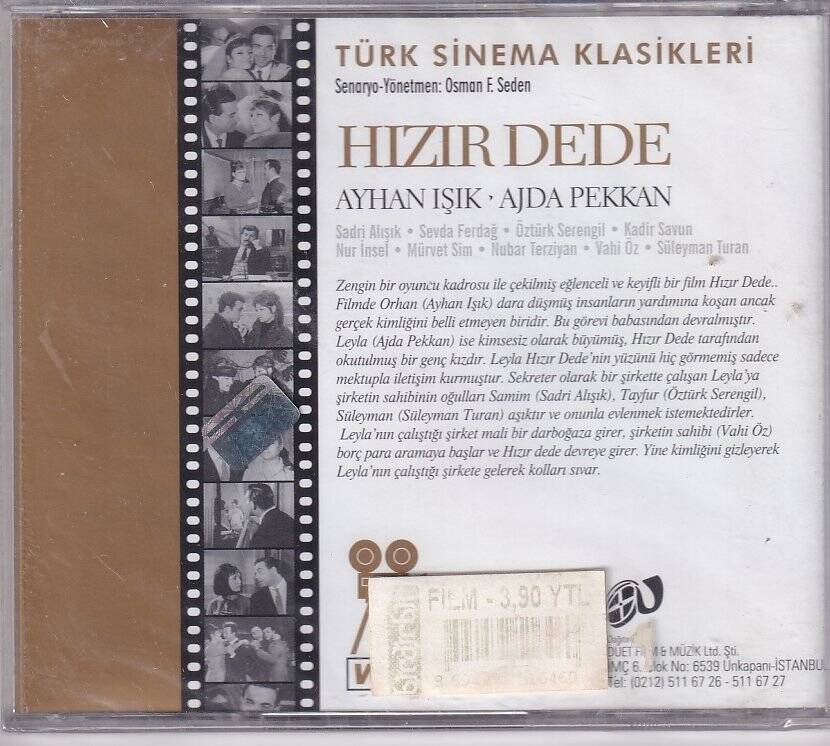 TÜRK SİNEMA KLASİKLERİ
Senaryo-Yönetmen: Osman F. Seden
HIZIR DEDE
AYHAN IŞIK • AJDA PEKKAN
Sadri Alışık • Sevda Ferdağ • Öztürk Serengil • Kadir Savun
Nur İnsel • Mürvet Sim • Nubar Terziyan • Vahi Öz • Süleyman Turan
Zengin bir oyuncu kadrosu ile çekilmiş eğlenceli ve keyifli bir film Hızır Dede..
Filmde Orhan (Ayhan Işık) dara düşmüş insanların yardımına koşan ancak
gerçek kimliğini belli etmeyen biridir. Bu görevi babasından devralmıştır.
Leyla (Ajda Pekkan) ise kimsesiz olarak büyümüş, Hızır Dede tarafından
okutulmuş bir genç kızdır. Leyla Hızır Dede'nin yüzünü hiç görmemiş sadece
mektupla iletişim kurmuştur. Sekreter olarak bir şirkette çalışan Leyla'ya
şirketin sahibinin oğulları Samim (Sadri Alışık), Tayfur (Öztürk Serengil),
Süleyman (Süleyman Turan) aşıktır ve onunla evlenmek istemektedirler.
Leyla'nın çalıştığı şirket mali bir darboğaza girer, şirketin sahibi (Vahi Öz)
borç para aramaya başlar ve Hızır dede devreye girer. Yine kimliğini gizleyerek
Leyla'nın çalıştığı şirkete gelerek kolları sıvar.
FILM - 3,90 YTL
DUET FİLM & MÜZİK Ltd. Şti.
İMÇ 6. Blok No: 6539 Unkapanı-İSTANBUL
Tel: (0212) 511 67 26 - 511 67 27